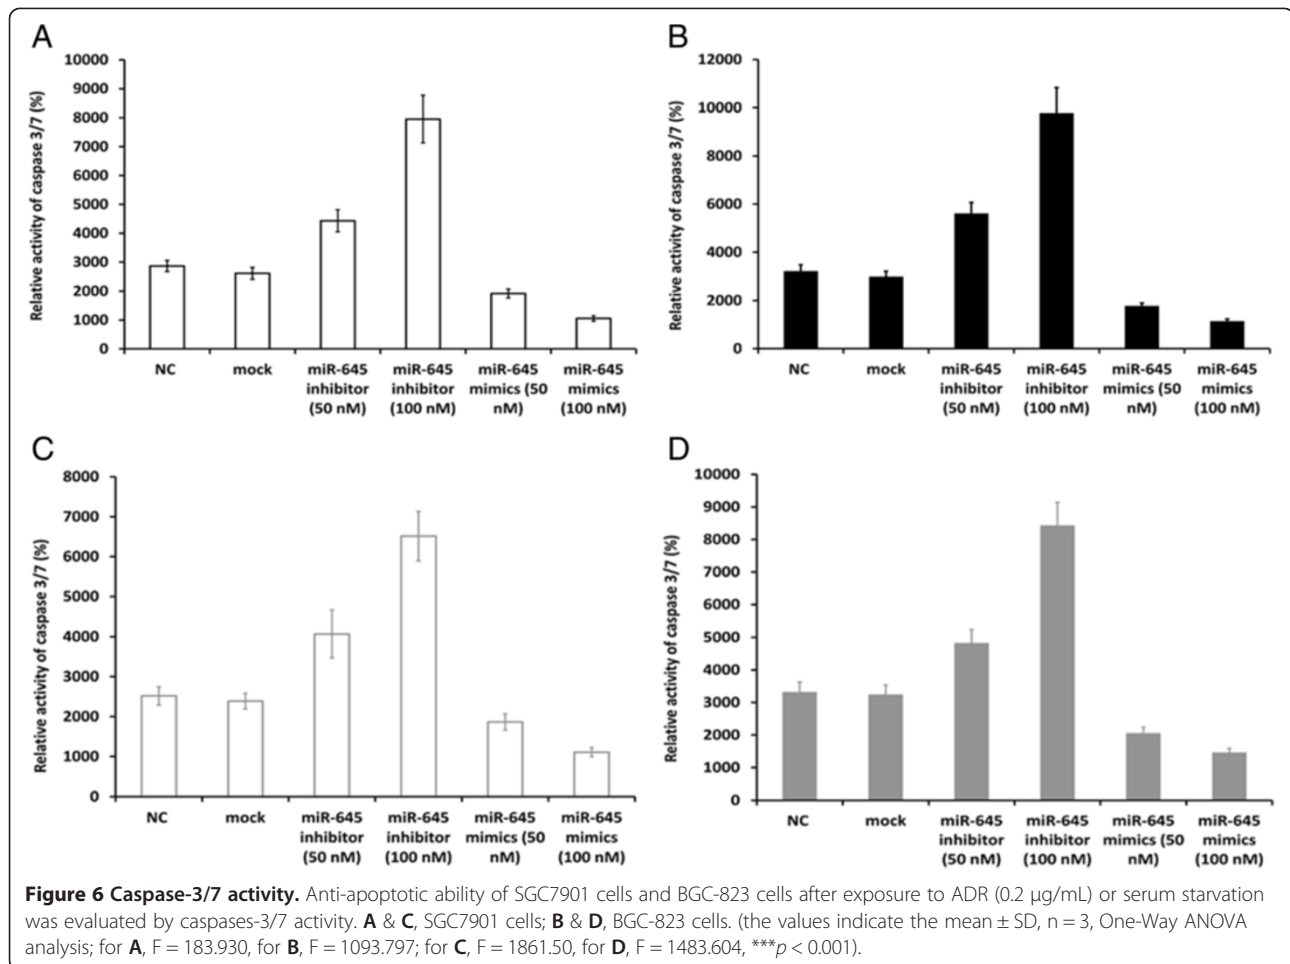 A
Relative activity of caspase 3/7 (%)
10000
9000
8000
7000
6000
5000
4000
3000
2000
1000
0
NC
mock
miR-645
inhibitor
(50 nM)
miR-645
inhibitor
(100 nM)
miR-645
mimics (50
nM)
miR-645
mimics
(100 nM)
B
Relative activity of caspase 3/7 (%)
12000
10000
8000
6000
4000
2000
0
NC
mock
miR-645
inhibitor
(50 nM)
miR-645
inhibitor
(100 nM)
miR-645
mimics (50
nM)
miR-645
mimics
(100 nM)
C
Relative activity of caspase 3/7 (%)
8000
7000
6000
5000
4000
3000
2000
1000
0
NC
mock
miR-645
inhibitor
(50 nM)
miR-645
inhibitor
(100 nM)
miR-645
mimics (50
nM)
miR-645
mimics
(100 nM)
D
Relative activity of caspase 3/7 (%)
10000
9000
8000
7000
6000
5000
4000
3000
2000
1000
0
NC
mock
miR-645
inhibitor
(50 nM)
miR-645
inhibitor
(100 nM)
miR-645
mimics (50
nM)
miR-645
mimics
(100 nM)
Figure 6 Caspase-3/7 activity. Anti-apoptotic ability of SGC7901 cells and BGC-823 cells after exposure to ADR (0.2 μg/mL) or serum starvation
was evaluated by caspases-3/7 activity. A & C, SGC7901 cells; B & D, BGC-823 cells. (the values indicate the mean ± SD, n = 3, One-Way ANOVA
analysis; for A, F = 183.930, for B, F = 1093.797; for C, F = 1861.50, for D, F = 1483.604, ***p < 0.001).